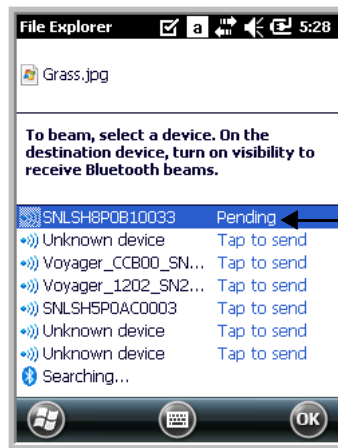 File Explorer a 5:28
Grass.jpg
To beam, select a device. On the
destination device, turn on visibility to
receive Bluetooth beams.
SNLSH8P0B10033 Pending
Unknown device Tap to send
Voyager_CCB00_SN... Tap to send
Voyager_1202_SN2... Tap to send
SNLSH5P0AC0003 Tap to send
Unknown device Tap to send
Unknown device Tap to send
Searching...
OK